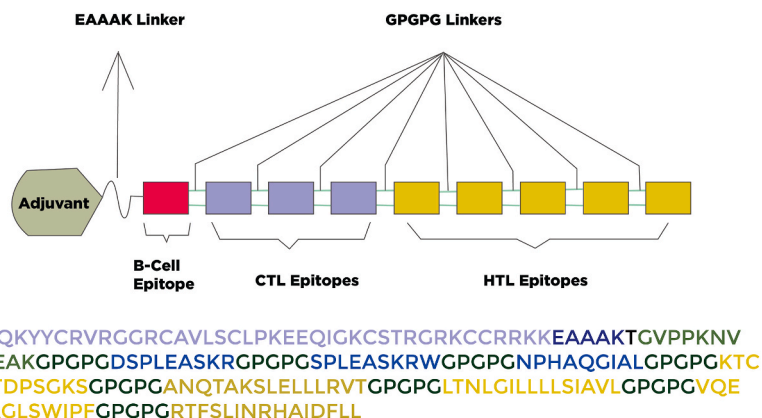 EAAAK Linker
GPGPG Linkers
Adjuvant
B-Cell
Epitope
CTL Epitopes
HTL Epitopes
QKYYCRVRGGRCAVLSCLPKEEQIGKCSTRGRKCCRRKKEAAAKTGVPPKNV
EAKGPGPGDSPLEASKRGPGPGSPLEASKRWGPGPGNPHAQGIALGPGPGKTC
TDPSGKSGPGPGANQTAKSLELLLRVTGPGPGLTNLGILLLLSIAVLGPGPGVQE
GLSWIPFGPGPGRTFSLINRHAIDFLL